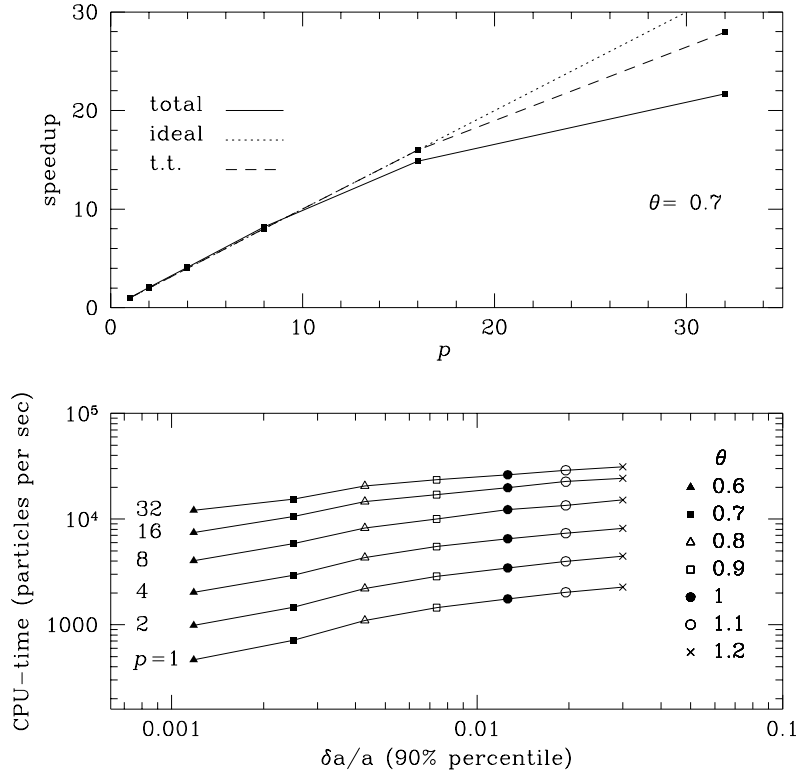 30
20
10
0
speedup
total
ideal
t.t.
θ= 0.7
0
10
20
30
p
CPU-time (particles per sec)
10⁵
10⁴
1000
32
16
8
4
2
p=1
θ
0.6
0.7
0.8
0.9
1
1.1
1.2
0.001
0.01
0.1
δa/a (90% percentile)